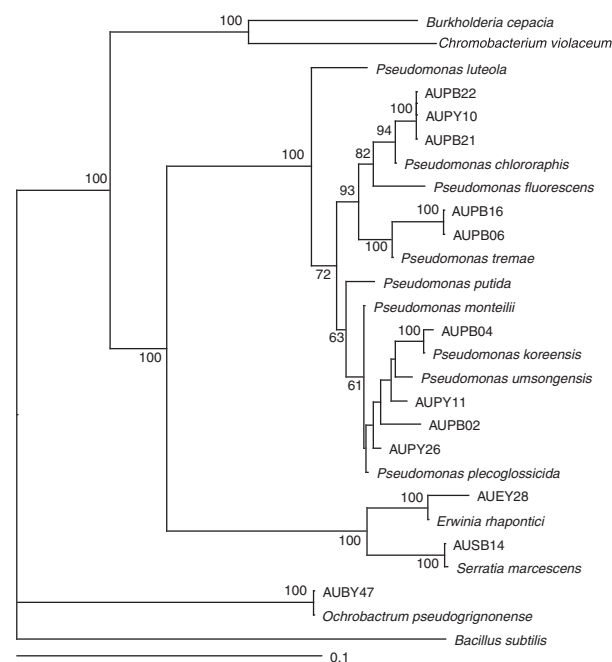 100
Burkholderia cepacia
Chromobacterium violaceum
Pseudomonas luteola
AUPB22
100
AUPY10
94
AUPB21
82
100
Pseudomonas chlororaphis
100
93
Pseudomonas fluorescens
100
AUPB16
AUPB06
100
Pseudomonas tremae
72
Pseudomonas putida
Pseudomonas monteilii
63
100
AUPB04
100
Pseudomonas koreensis
61
Pseudomonas umsongensis
AUPY11
AUPB02
AUPY26
Pseudomonas plecoglossicida
100
AUEY28
Erwinia rhapontici
100
AUSB14
100
Serratia marcescens
100
AUBY47
Ochrobactrum pseudogrignonense
Bacillus subtilis
0.1